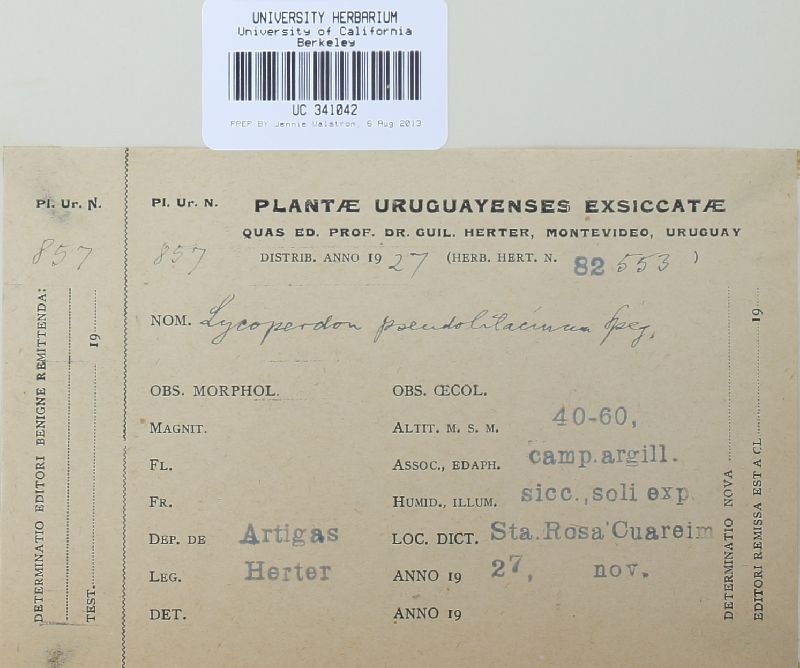 UNIVERSITY HERBARIUM
University of California
Berkeley
UC 341042
PREP BY Jennie Walstrom, 6 Aug 2013
Pl. Ur. N.
857
DETERMINATIO EDITORI BENIGNE REMITTENDA:
TEST. 19
Pl. Ur. N.
857
PLANTÆ URUGUAYENSES EXSICCATÆ
QUAS ED. PROF. DR. GUIL. HERTER, MONTEVIDEO, URUGUAY
DISTRIB. ANNO 19 27 (HERB. HERT. N. 82 553 )
NOM. Lycoperdon pseudolilacinum Speg.
OBS. MORPHOL. OBS. ŒCOL.
MAGNIT. ALTIT. M. S. M. 40-60,
FL. ASSOC., EDAPH. camp.argill.
FR. HUMID., ILLUM. sicc.,soli exp
DEP. DE Artigas LOC. DICT. Sta.Rosa'Cuareim
LEG. Herter ANNO 19 27, nov.
DET. ANNO 19
DETERMINATIO NOVA
EDITORI REMISSA EST A CL. 19